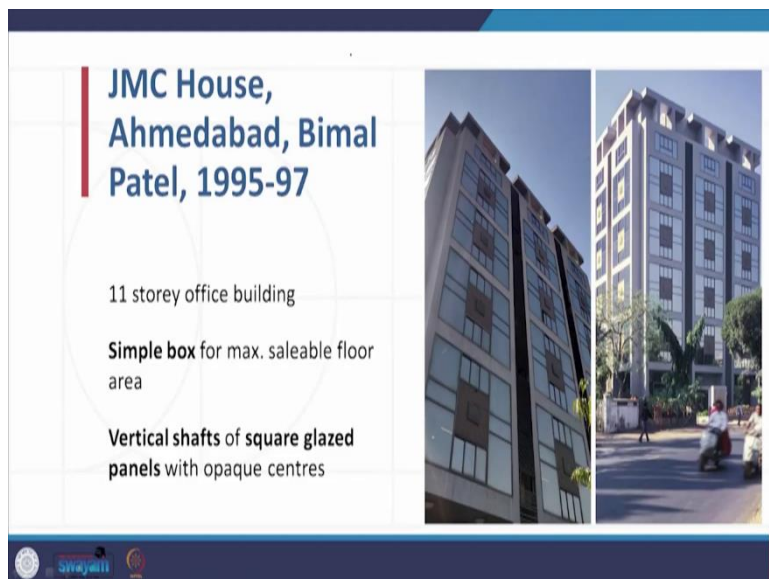 JMC House,
Ahmedabad, Bimal
Patel, 1995-97
11 storey office building
Simple box for max. saleable floor
area
Vertical shafts of square glazed
panels with opaque centres
swayam